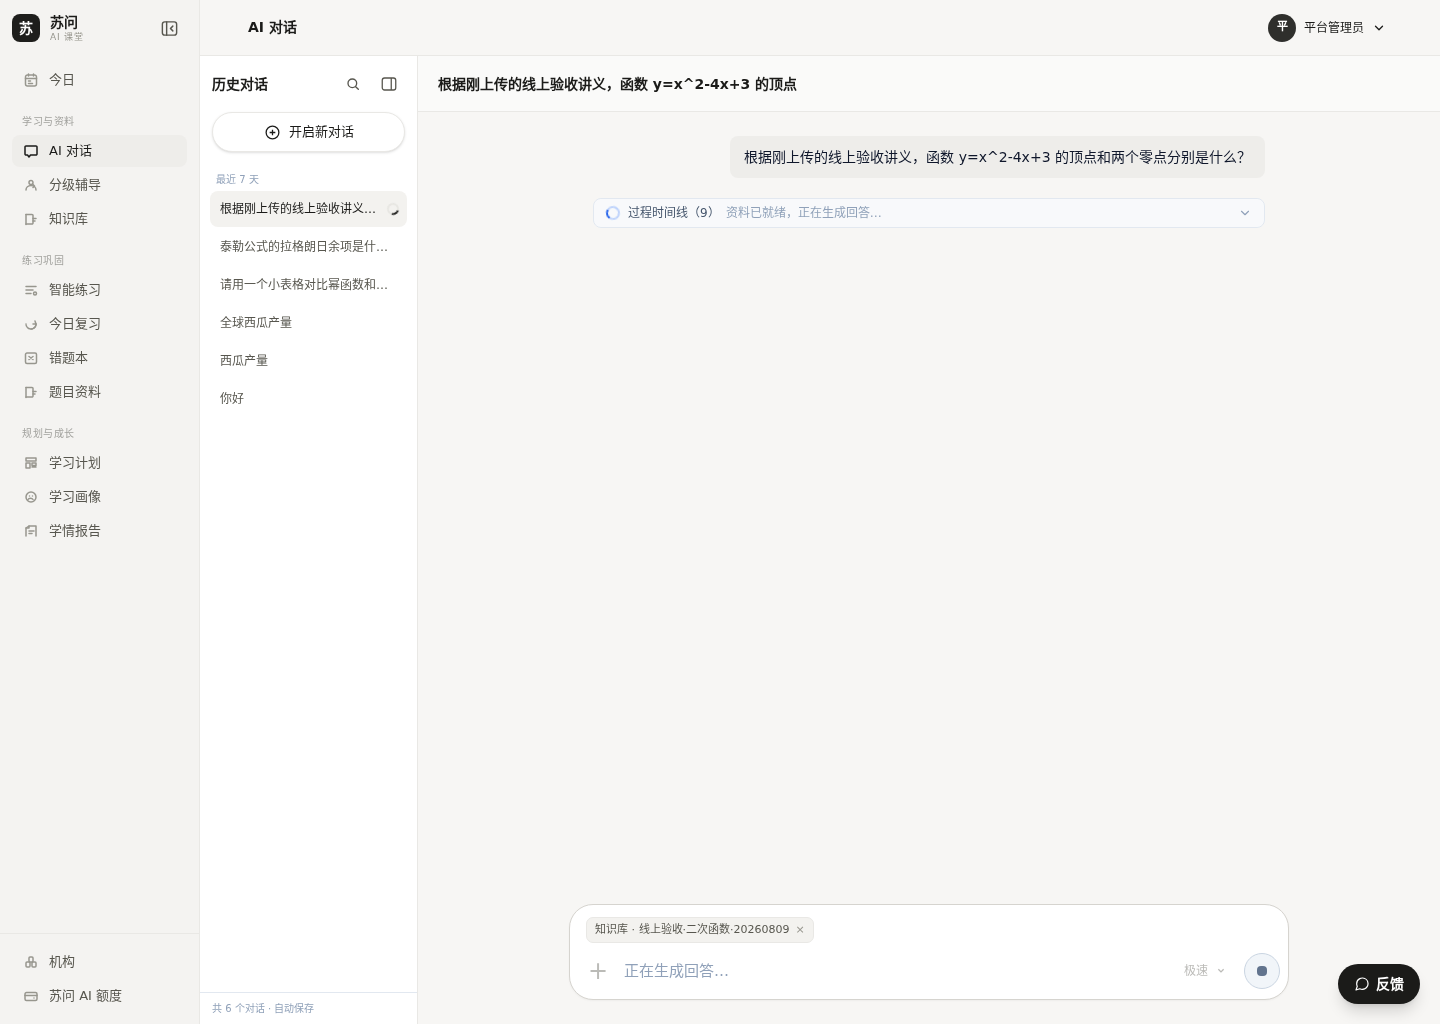 苏
苏问
AI 课堂
今日
学习与资料
AI 对话
分级辅导
知识库
练习巩固
智能练习
今日复习
错题本
题目资料
规划与成长
学习计划
学习画像
学情报告
机构
苏问 AI 额度
AI 对话
平
平台管理员
历史对话
开启新对话
最近 7 天
根据刚上传的线上验收讲义...
泰勒公式的拉格朗日余项是什...
请用一个小表格对比幂函数和...
全球西瓜产量
西瓜产量
你好
共 6 个对话 · 自动保存
根据刚上传的线上验收讲义，函数 y=x^2-4x+3 的顶点
根据刚上传的线上验收讲义，函数 y=x^2-4x+3 的顶点和两个零点分别是什么？
过程时间线（9） 资料已就绪，正在生成回答...
知识库 · 线上验收·二次函数·20260809 ×
正在生成回答...
极速
反馈